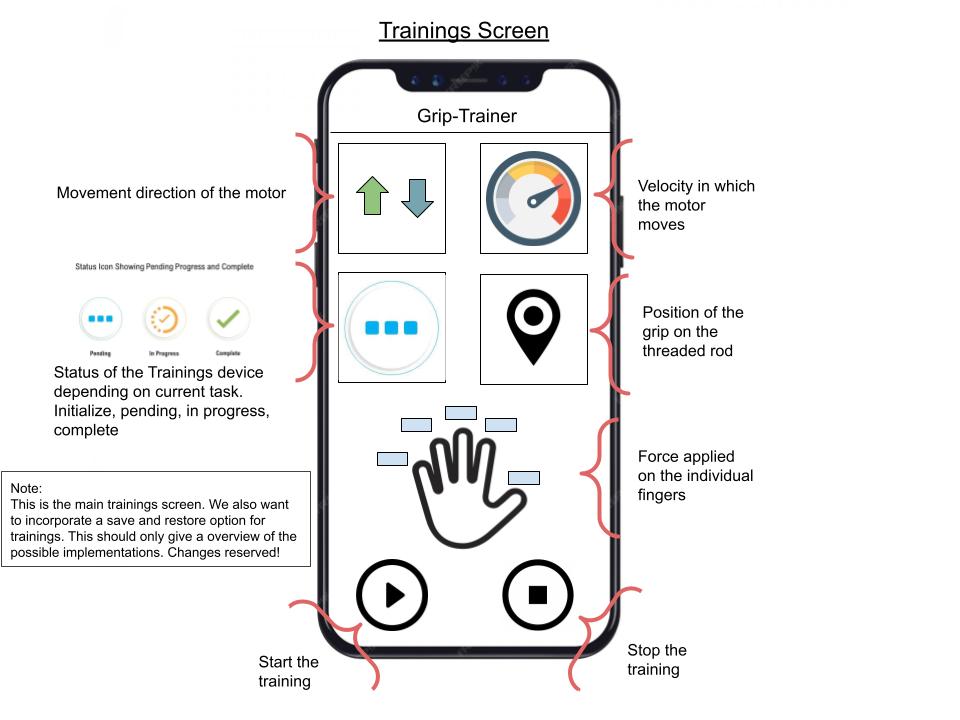 Trainings Screen
Grip-Trainer
Movement direction of the motor
Velocity in which
the motor
moves
Status Icon Showing Pending Progress and Complete
Pending
In Progress
Complete
Status of the Trainings device
depending on current task.
Initialize, pending, in progress,
complete
Position of the
grip on the
threaded rod
Force applied
on the individual
fingers
Note:
This is the main trainings screen. We also want
to incorporate a save and restore option for
trainings. This should only give a overview of the
possible implementations. Changes reserved!
Start the
training
Stop the
training